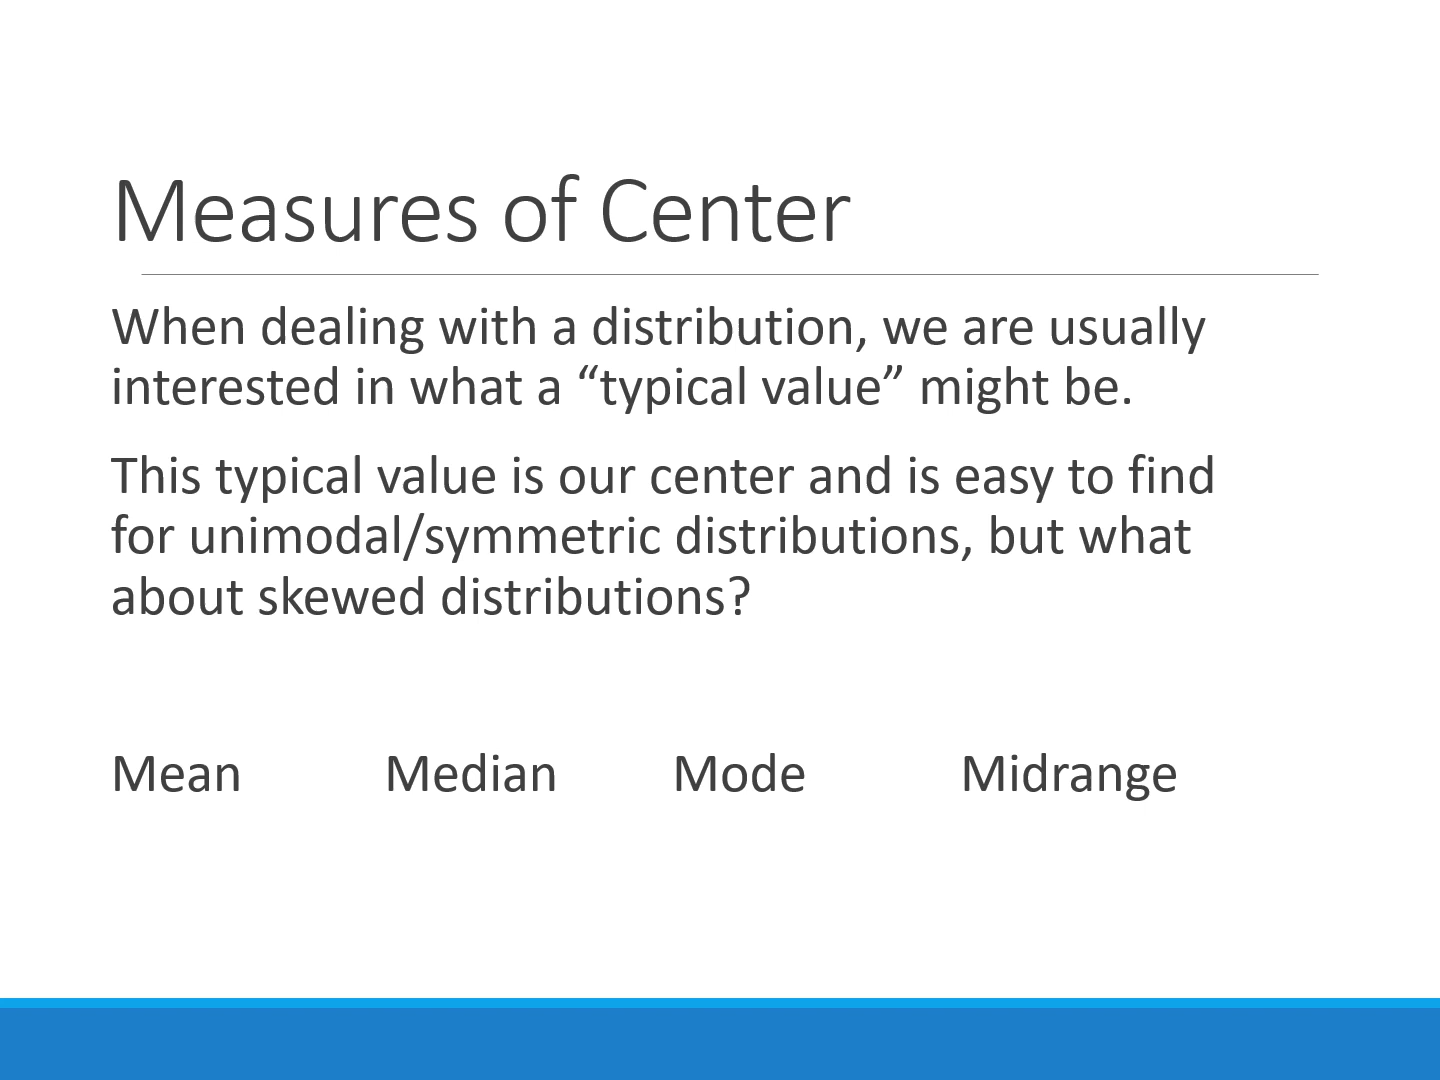 Measures of Center
When dealing with a distribution, we are usually
interested in what a “typical value” might be.
This typical value is our center and is easy to find
for unimodal/symmetric distributions, but what
about skewed distributions?
Mean Median Mode Midrange